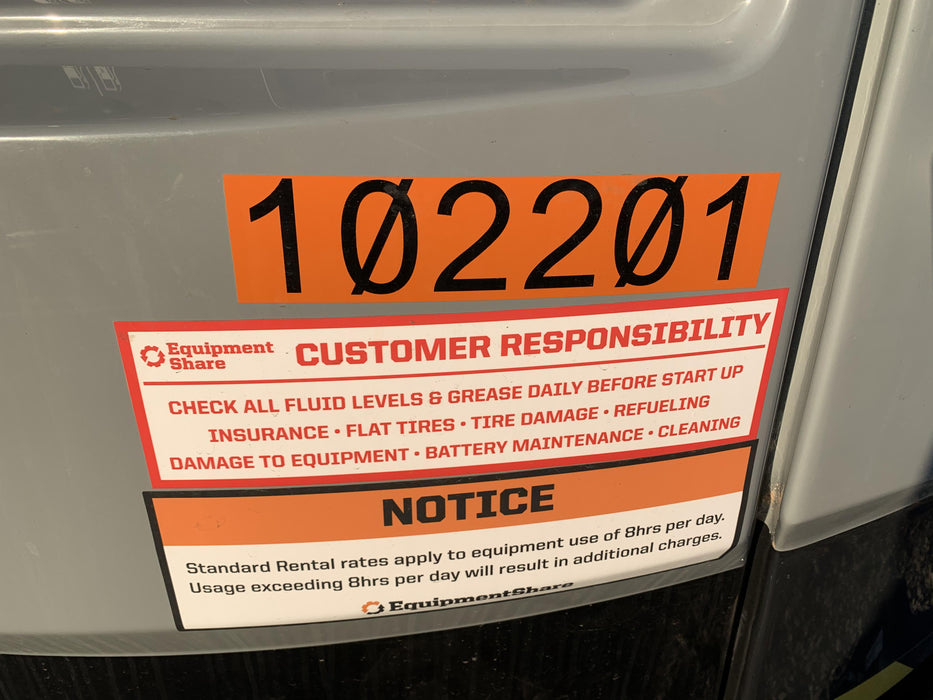 102201
Equipment
Share
CUSTOMER RESPONSIBILITY
CHECK ALL FLUID LEVELS & GREASE DAILY BEFORE START UP
INSURANCE • FLAT TIRES • TIRE DAMAGE • REFUELING
DAMAGE TO EQUIPMENT • BATTERY MAINTENANCE • CLEANING
NOTICE
Standard Rental rates apply to equipment use of 8hrs per day.
Usage exceeding 8hrs per day will result in additional charges.
EquipmentShare